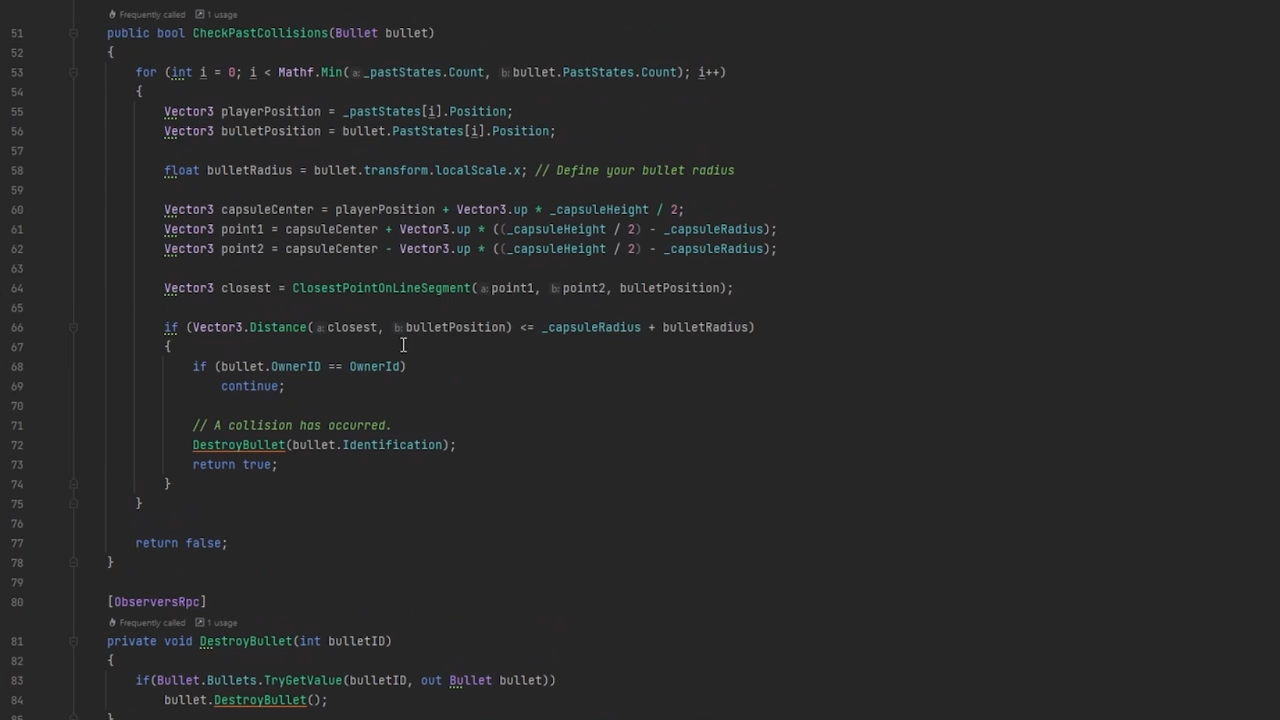 Frequently called 1 usage
51 public bool CheckPastCollisions(Bullet bullet)
52 {
53 for (int i = 0; i < Mathf.Min(a:_pastStates.Count, b:bullet.PastStates.Count); i++)
54 {
55 Vector3 playerPosition = _pastStates[i].Position;
56 Vector3 bulletPosition = bullet.PastStates[i].Position;
57
58 float bulletRadius = bullet.transform.localScale.x; // Define your bullet radius
59
60 Vector3 capsuleCenter = playerPosition + Vector3.up * _capsuleHeight / 2;
61 Vector3 point1 = capsuleCenter + Vector3.up * ((_capsuleHeight / 2) - _capsuleRadius);
62 Vector3 point2 = capsuleCenter - Vector3.up * ((_capsuleHeight / 2) - _capsuleRadius);
63
64 Vector3 closest = ClosestPointOnLineSegment(a:point1, b:point2, bulletPosition);
65
66 if (Vector3.Distance(a:closest, b:bulletPosition) <= _capsuleRadius + bulletRadius)
67 {
68 if (bullet.OwnerID == OwnerId)
69 continue;
70
71 // A collision has occurred.
72 DestroyBullet(bullet.Identification);
73 return true;
74 }
75 }
76
77 return false;
78 }
79
80 [ObserversRpc]
Frequently called 1 usage
81 private void DestroyBullet(int bulletID)
82 {
83 if(Bullet.Bullets.TryGetValue(bulletID, out Bullet bullet))
84 bullet.DestroyBullet();
85 }